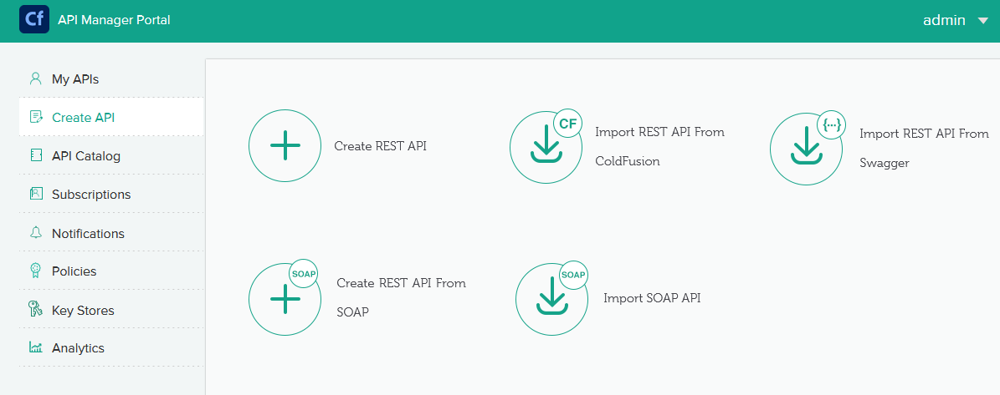 Cf API Manager Portal
admin
My APIs
Create API
API Catalog
Subscriptions
Notifications
Policies
Key Stores
Analytics
Create REST API
CF
Import REST API From
ColdFusion
{...}
Import REST API From
Swagger
SOAP
Create REST API From
SOAP
SOAP
Import SOAP API